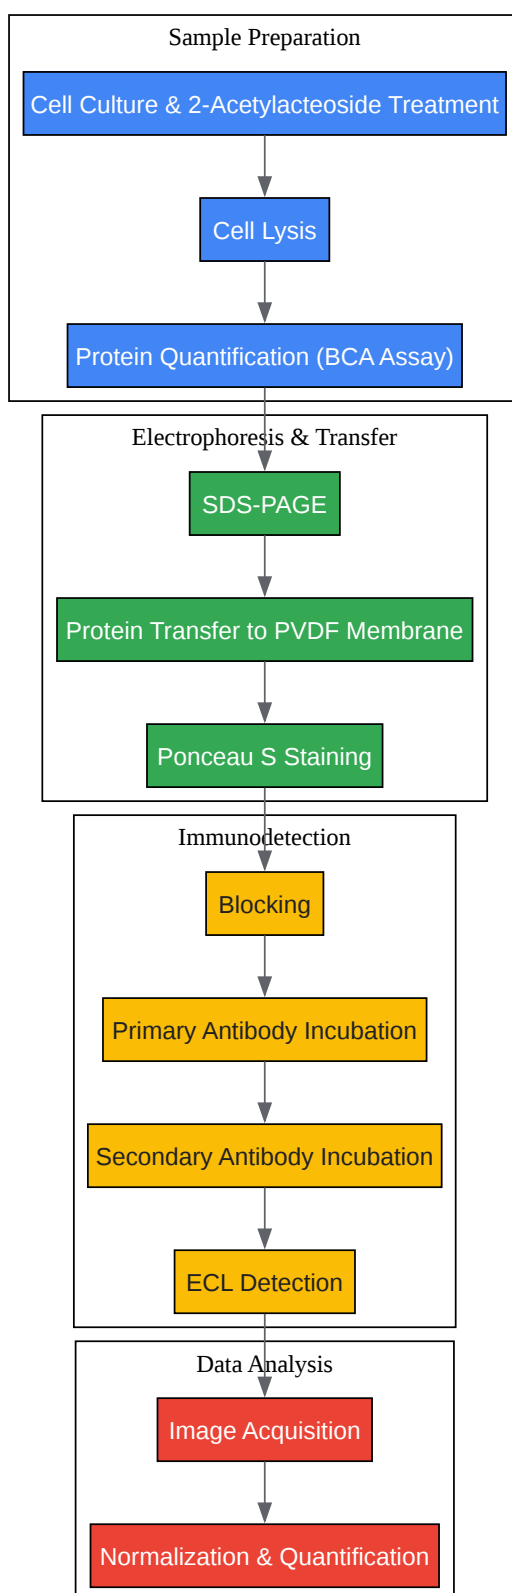 Sample Preparation
Cell Culture & 2-Acetylacteoside Treatment
Cell Lysis
Protein Quantification (BCA Assay)
Electrophoresis & Transfer
SDS-PAGE
Protein Transfer to PVDF Membrane
Ponceau S Staining
Immunodetection
Blocking
Primary Antibody Incubation
Secondary Antibody Incubation
ECL Detection
Data Analysis
Image Acquisition
Normalization & Quantification